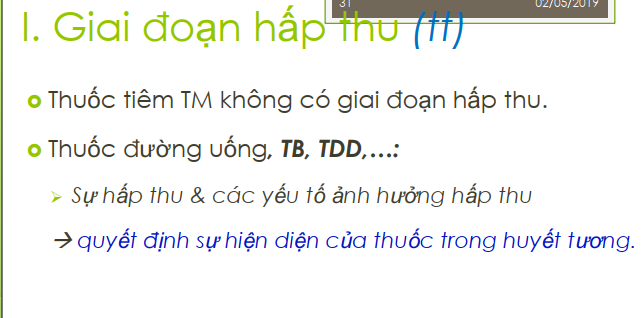 31 02/05/2019
I. Giai đoạn hấp thu (tt)
Thuốc tiêm TM không có giai đoạn hấp thu.
Thuốc đường uống, TB, TDD,…:
Sự hấp thu & các yếu tố ảnh hưởng hấp thu
→ quyết định sự hiện diện của thuốc trong huyết tương.